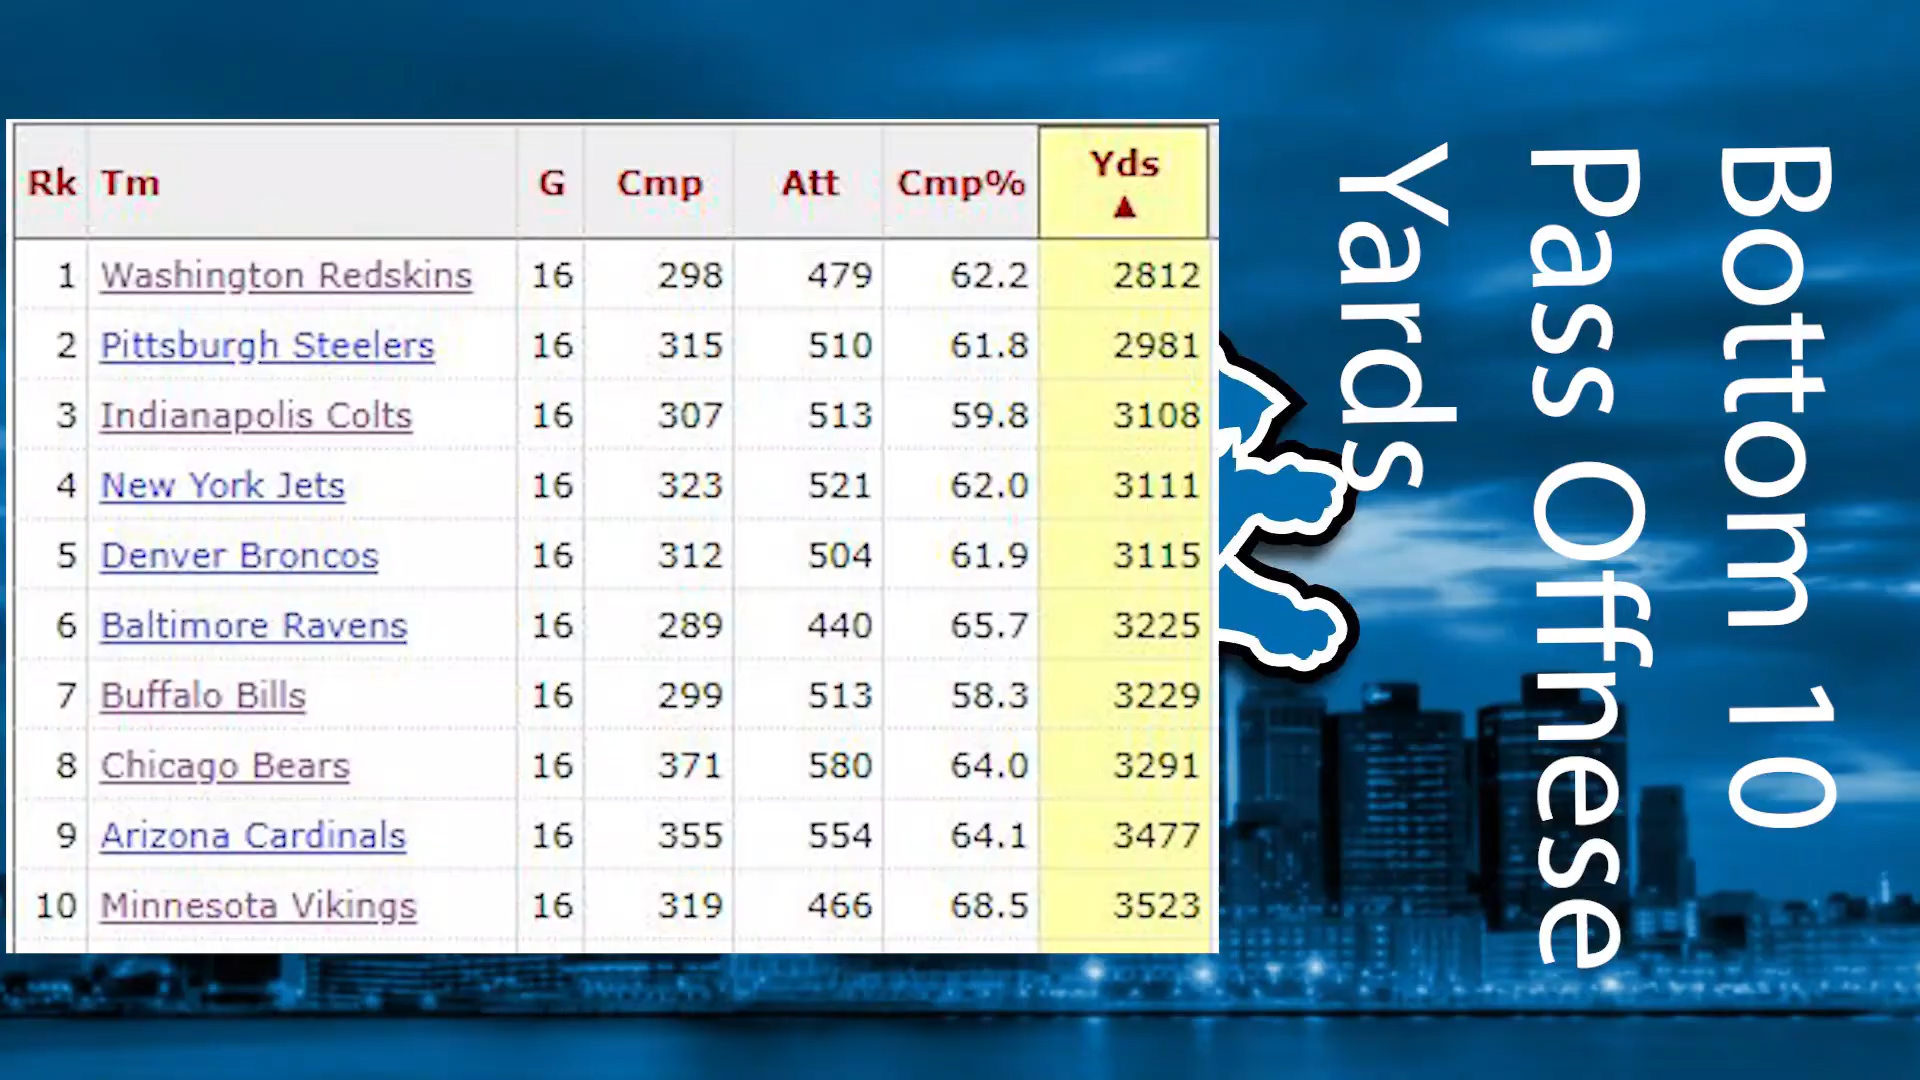 Rk Tm G Cmp Att Cmp% Yds ▲
1 Washington Redskins 16 298 479 62.2 2812
2 Pittsburgh Steelers 16 315 510 61.8 2981
3 Indianapolis Colts 16 307 513 59.8 3108
4 New York Jets 16 323 521 62.0 3111
5 Denver Broncos 16 312 504 61.9 3115
6 Baltimore Ravens 16 289 440 65.7 3225
7 Buffalo Bills 16 299 513 58.3 3229
8 Chicago Bears 16 371 580 64.0 3291
9 Arizona Cardinals 16 355 554 64.1 3477
10 Minnesota Vikings 16 319 466 68.5 3523
Bottom 10
Pass Offnese
Yards